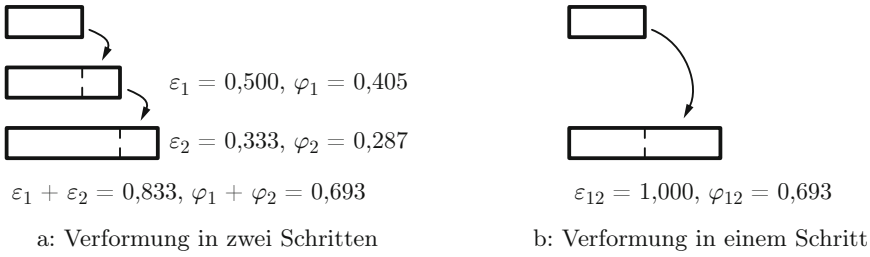 ε₁ = 0,500, φ₁ = 0,405
ε₂ = 0,333, φ₂ = 0,287
ε₁ + ε₂ = 0,833, φ₁ + φ₂ = 0,693
a: Verformung in zwei Schritten
ε₁₂ = 1,000, φ₁₂ = 0,693
b: Verformung in einem Schritt